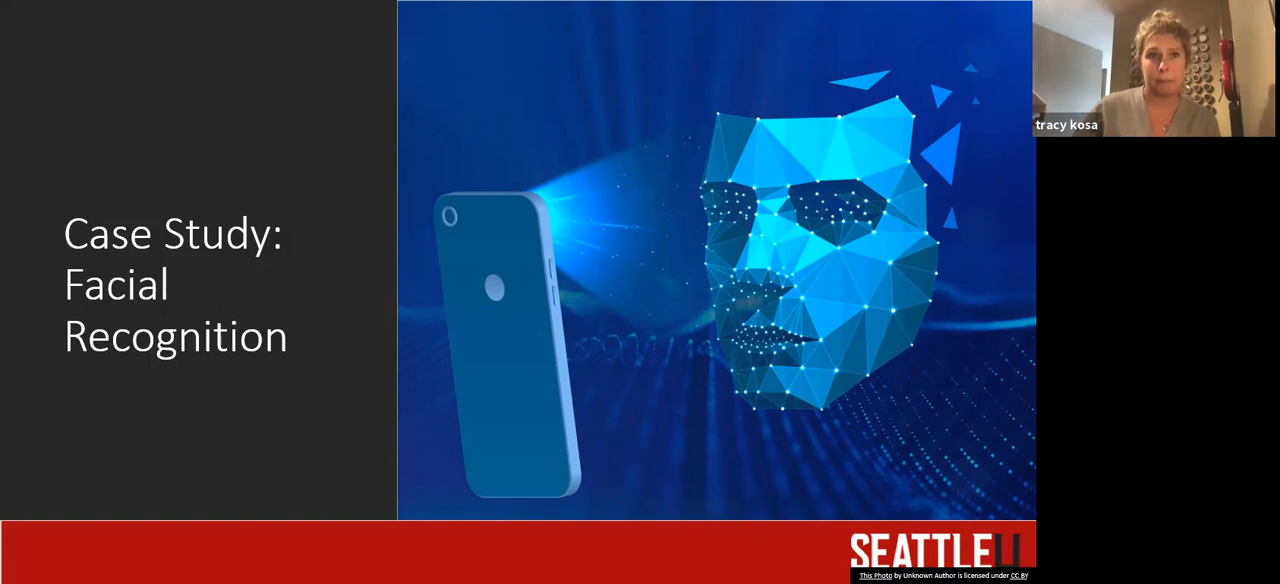 Case Study:
Facial
Recognition
tracy kosa
SEATTLEU
This Photo by Unknown Author is licensed under CC BY